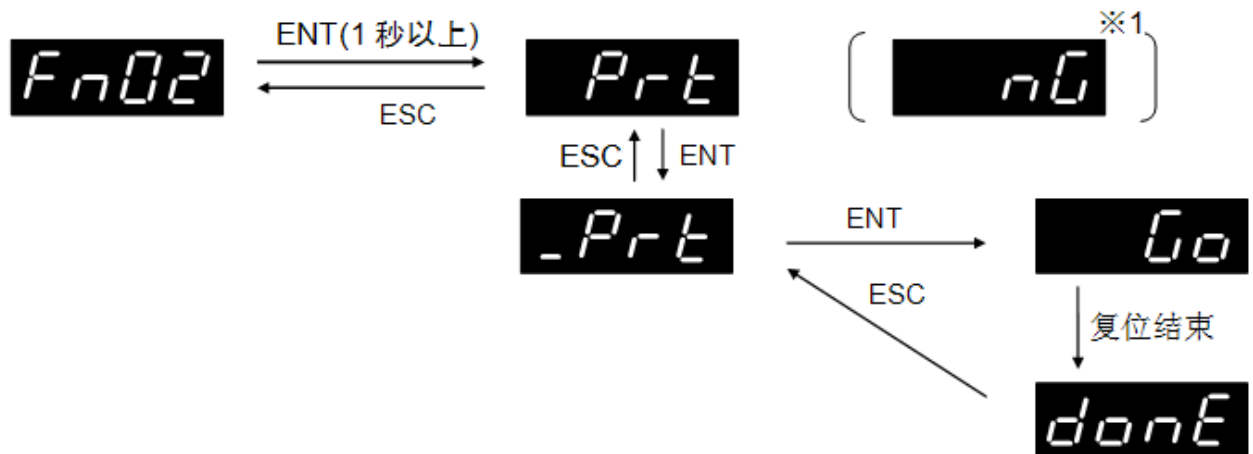 ENT(1秒以上)
※1
Fn02
Prt
nG
ESC
ESC
ENT
_Prt
ENT
Go
ESC
复位结束
donE